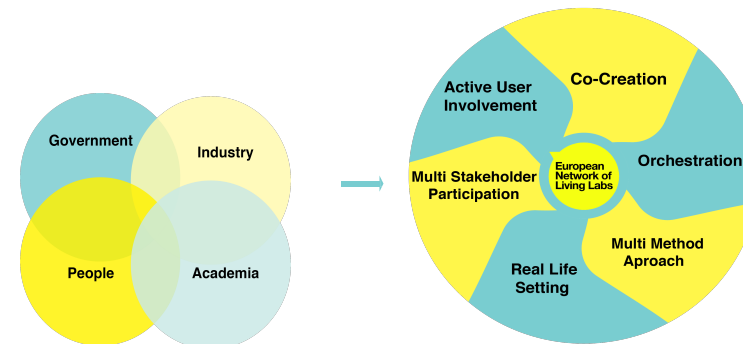 Government
Industry
People
Academia
Co-Creation
Active User
Involvement
Orchestration
European
Network of
Living Labs
Multi Stakeholder
Participation
Multi Method
Aproach
Real Life
Setting